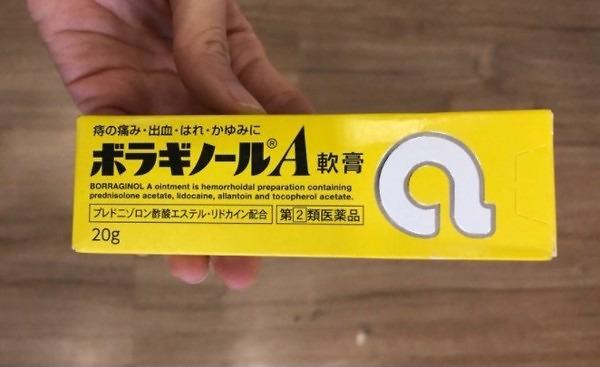 痔の痛み・出血・はれ・かゆみに
ボラギノール®A 軟膏
BORRAGINOL A ointment is hemorrhoidal preparation containing
prednisolone acetate, lidocaine, allantoin and tocopherol acetate.
プレドニゾロン酢酸エステル・リドカイン配合 第②類医薬品
20g
a